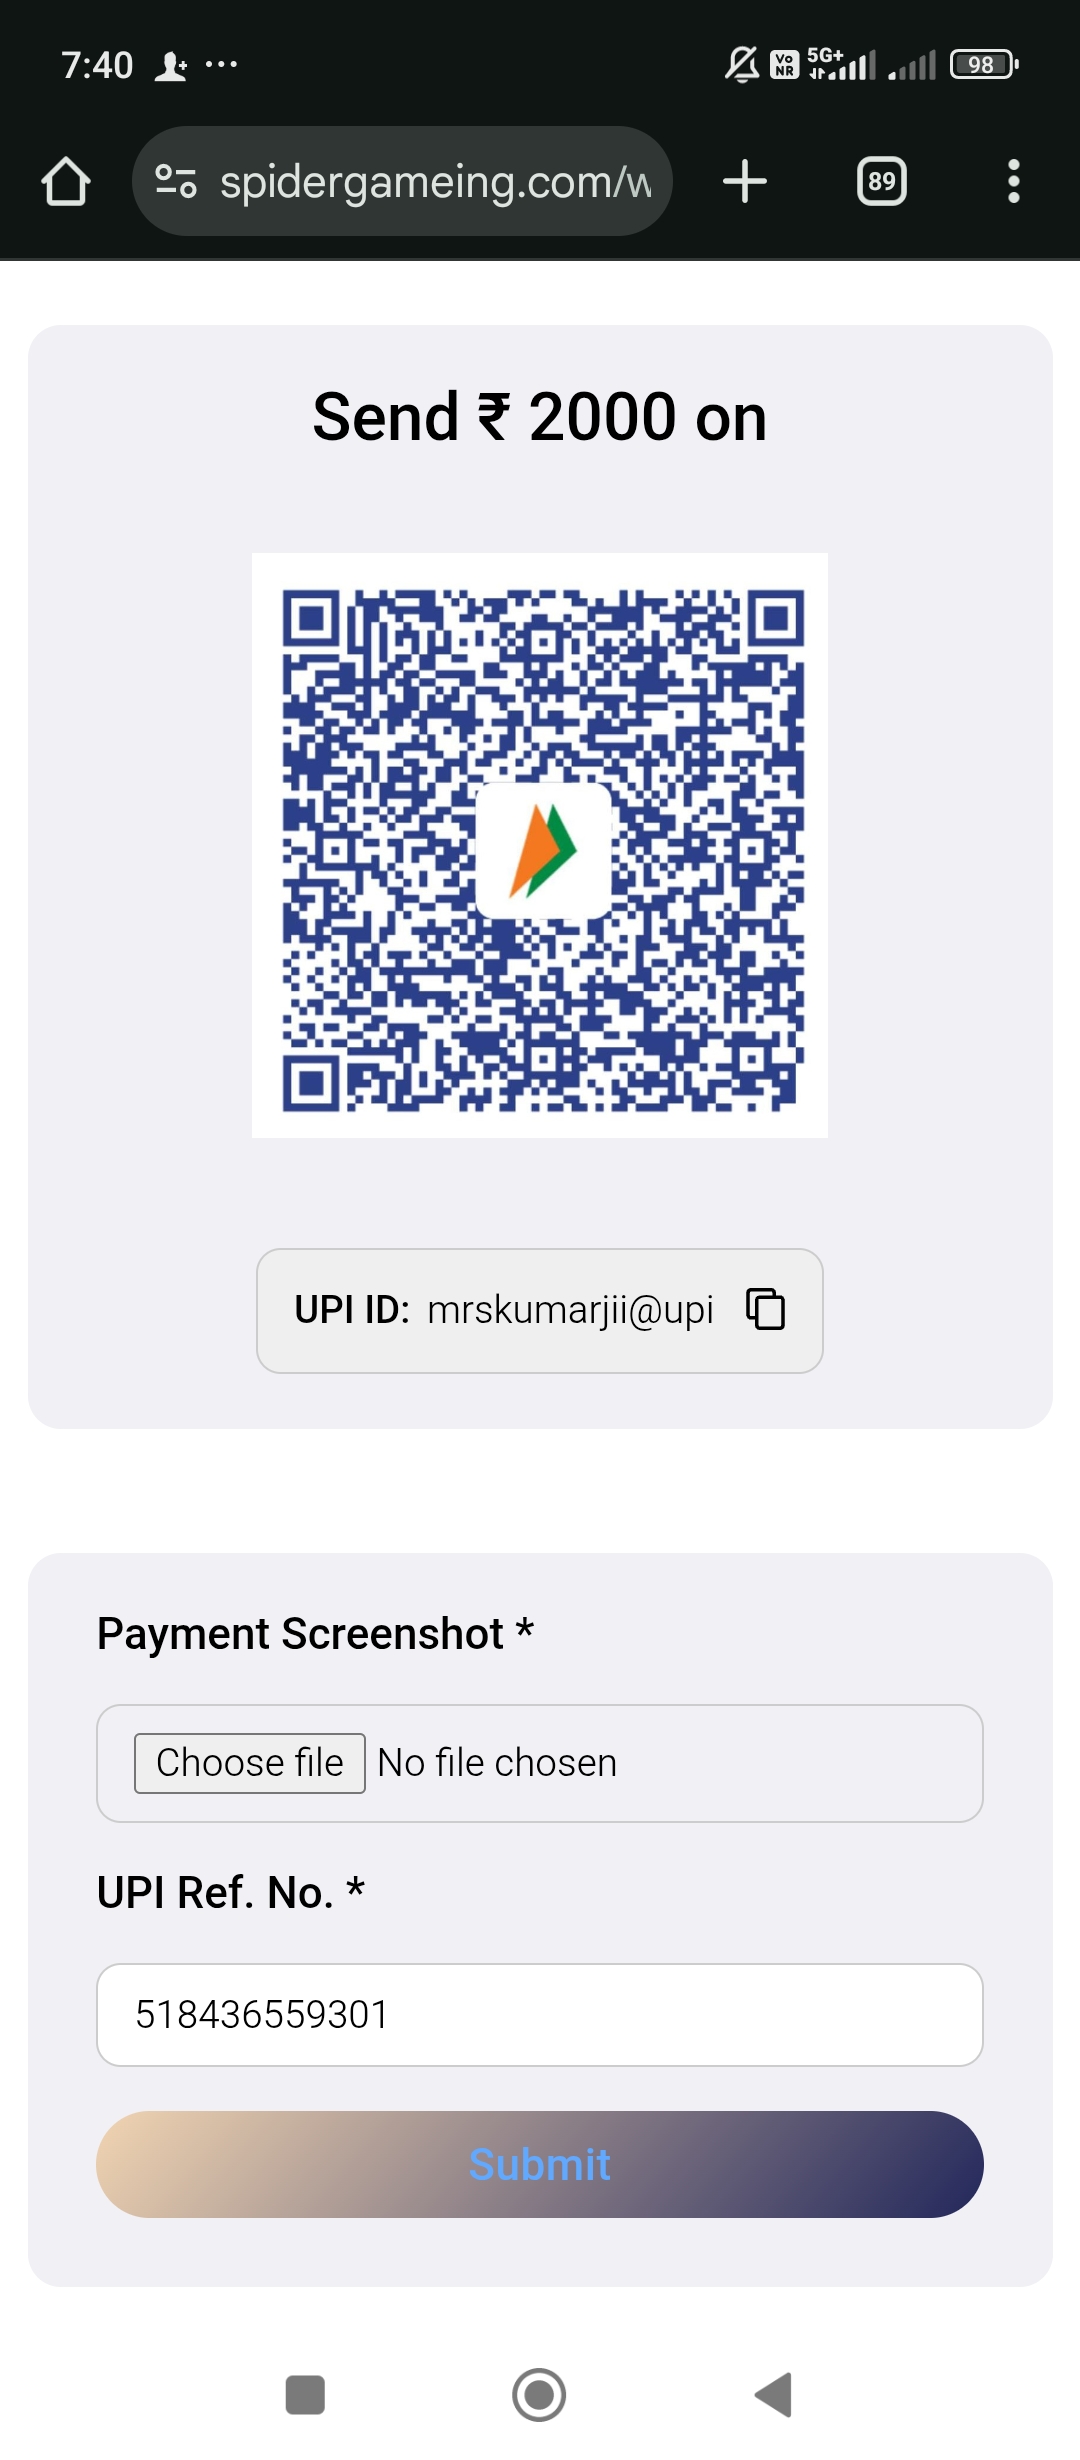 7:40
Vo NR 5G+ 98
spidergameing.com/w
89
Send ₹ 2000 on
UPI ID: mrskumarjii@upi
Payment Screenshot *
Choose file No file chosen
UPI Ref. No. *
518436559301
Submit